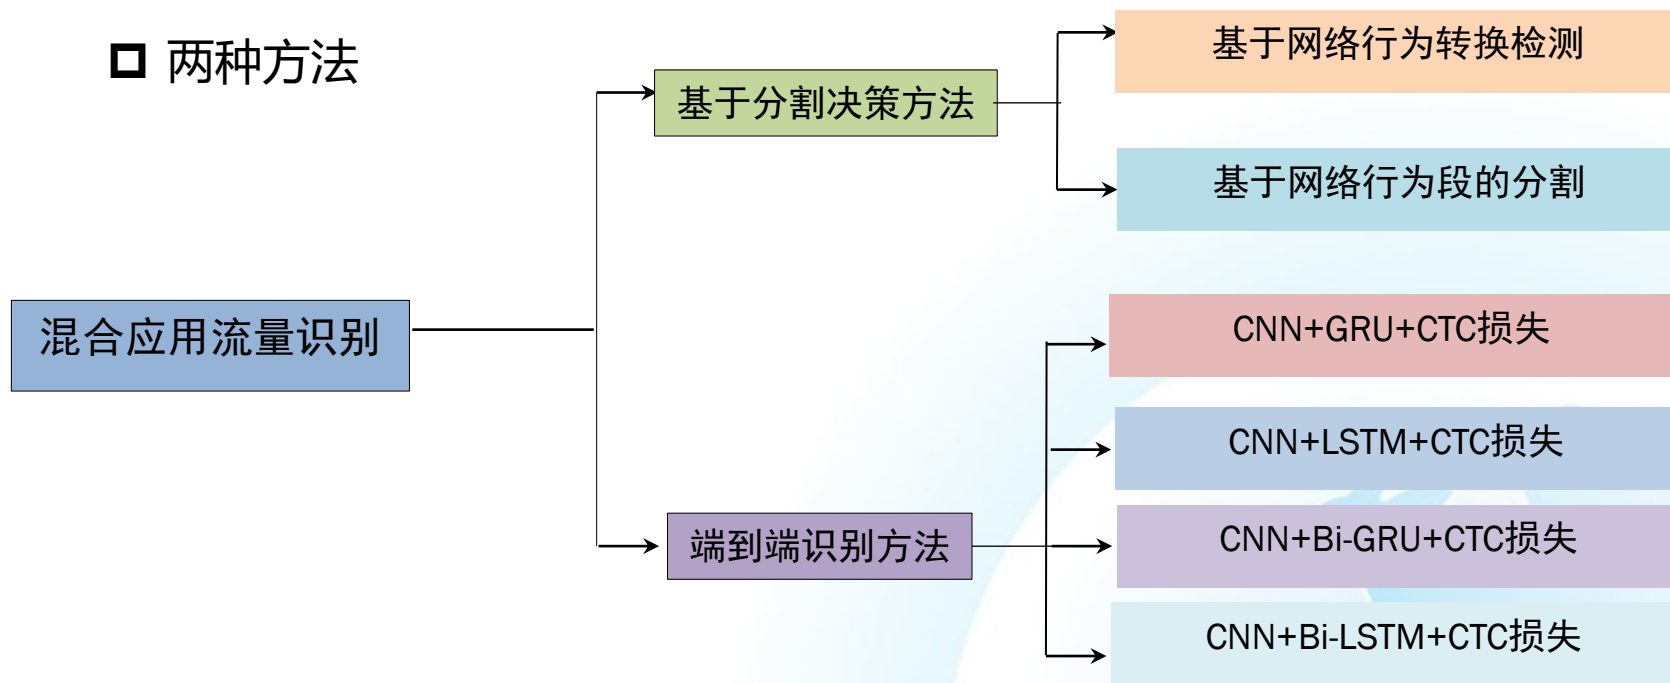 两种方法
混合应用流量识别
基于分割决策方法
基于网络行为转换检测
基于网络行为段的分割
端到端识别方法
CNN+GRU+CTC损失
CNN+LSTM+CTC损失
CNN+Bi-GRU+CTC损失
CNN+Bi-LSTM+CTC损失